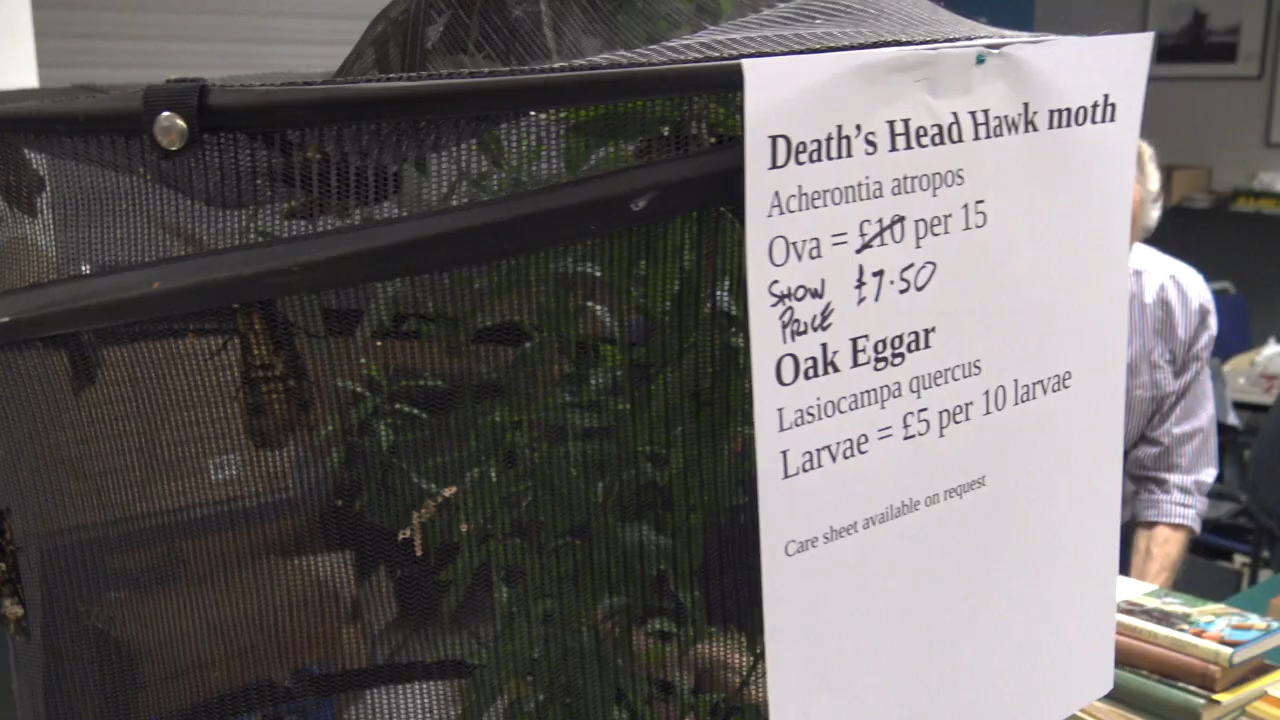 Death's Head Hawk moth
Acherontia atropos
Ova = £10 per 15
SHOW £7.50
PRICE
Oak Eggar
Lasiocampa quercus
Larvae = £5 per 10 larvae
Care sheet available on request